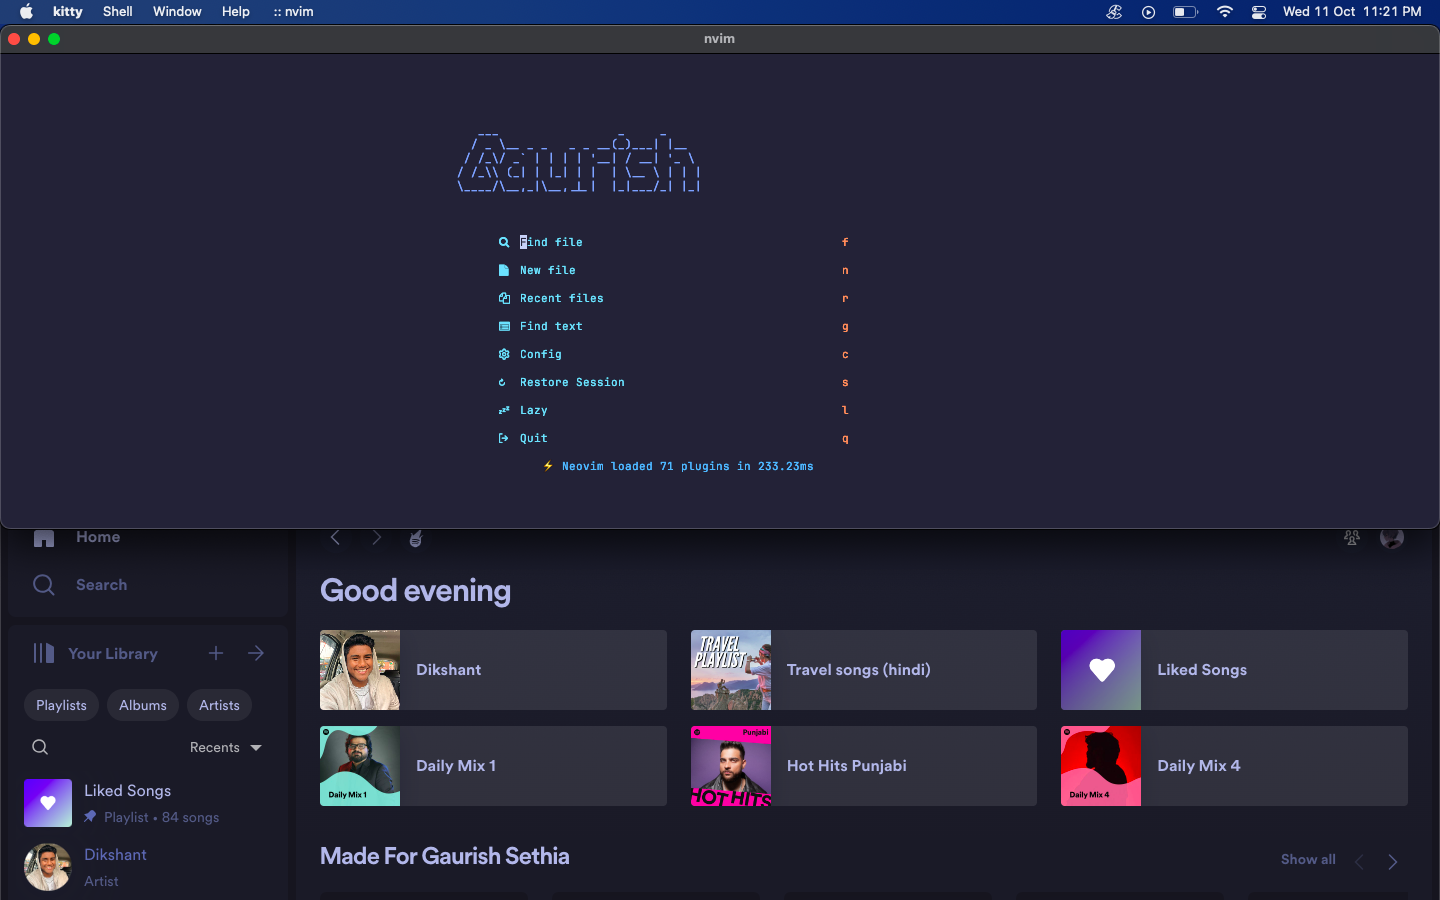 kitty Shell Window Help :: nvim Wed 11 Oct 11:21 PM
nvim
Gaurish
Find file f
New file n
Recent files r
Find text g
Config c
Restore Session s
Lazy l
Quit q
⚡ Neovim loaded 71 plugins in 233.23ms
Home
Search
Your Library
Playlists Albums Artists
Recents
Liked Songs
Playlist • 84 songs
Dikshant
Artist
Good evening
TRAVEL
PLAYLIST
Dikshant
Travel songs (hindi)
Liked Songs
Daily Mix 1
Daily Mix 1
Punjabi
HOT HITS
Hot Hits Punjabi
Daily Mix 4
Daily Mix 4
Made For Gaurish Sethia
Show all